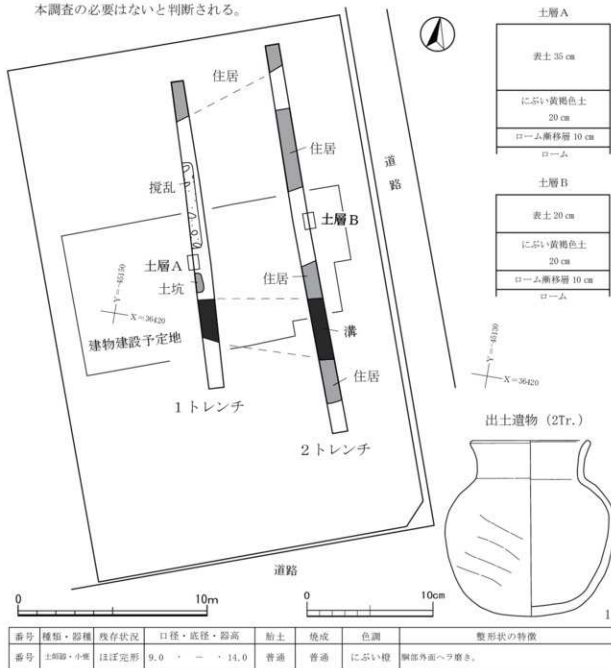 本調査の必要はないと判断される。
土層A
表土 35 cm
にぶい黄褐色土
20 cm
ローム漸移層 10 cm
ローム
土層B
表土 20 cm
にぶい黄褐色土
20 cm
ローム漸移層 10 cm
ローム
住居
住居
道路
撹乱
土層B
土層A
土坑
住居
Y=-45150
X=36420
建物建設予定地
溝
住居
Y=-45130
X=36420
1トレンチ
2トレンチ
出土遺物 (2Tr.)
道路
1
0 10m
0 10cm
番号 種類・器種 残存状況 口径・底径・器高 胎土 焼成 色調 整形状の特徴
番号 土師器・小壺 ほぼ完形 9.0 ・ － ・ 14.0 普通 普通 にぶい橙 胴部外面ヘラ磨き。